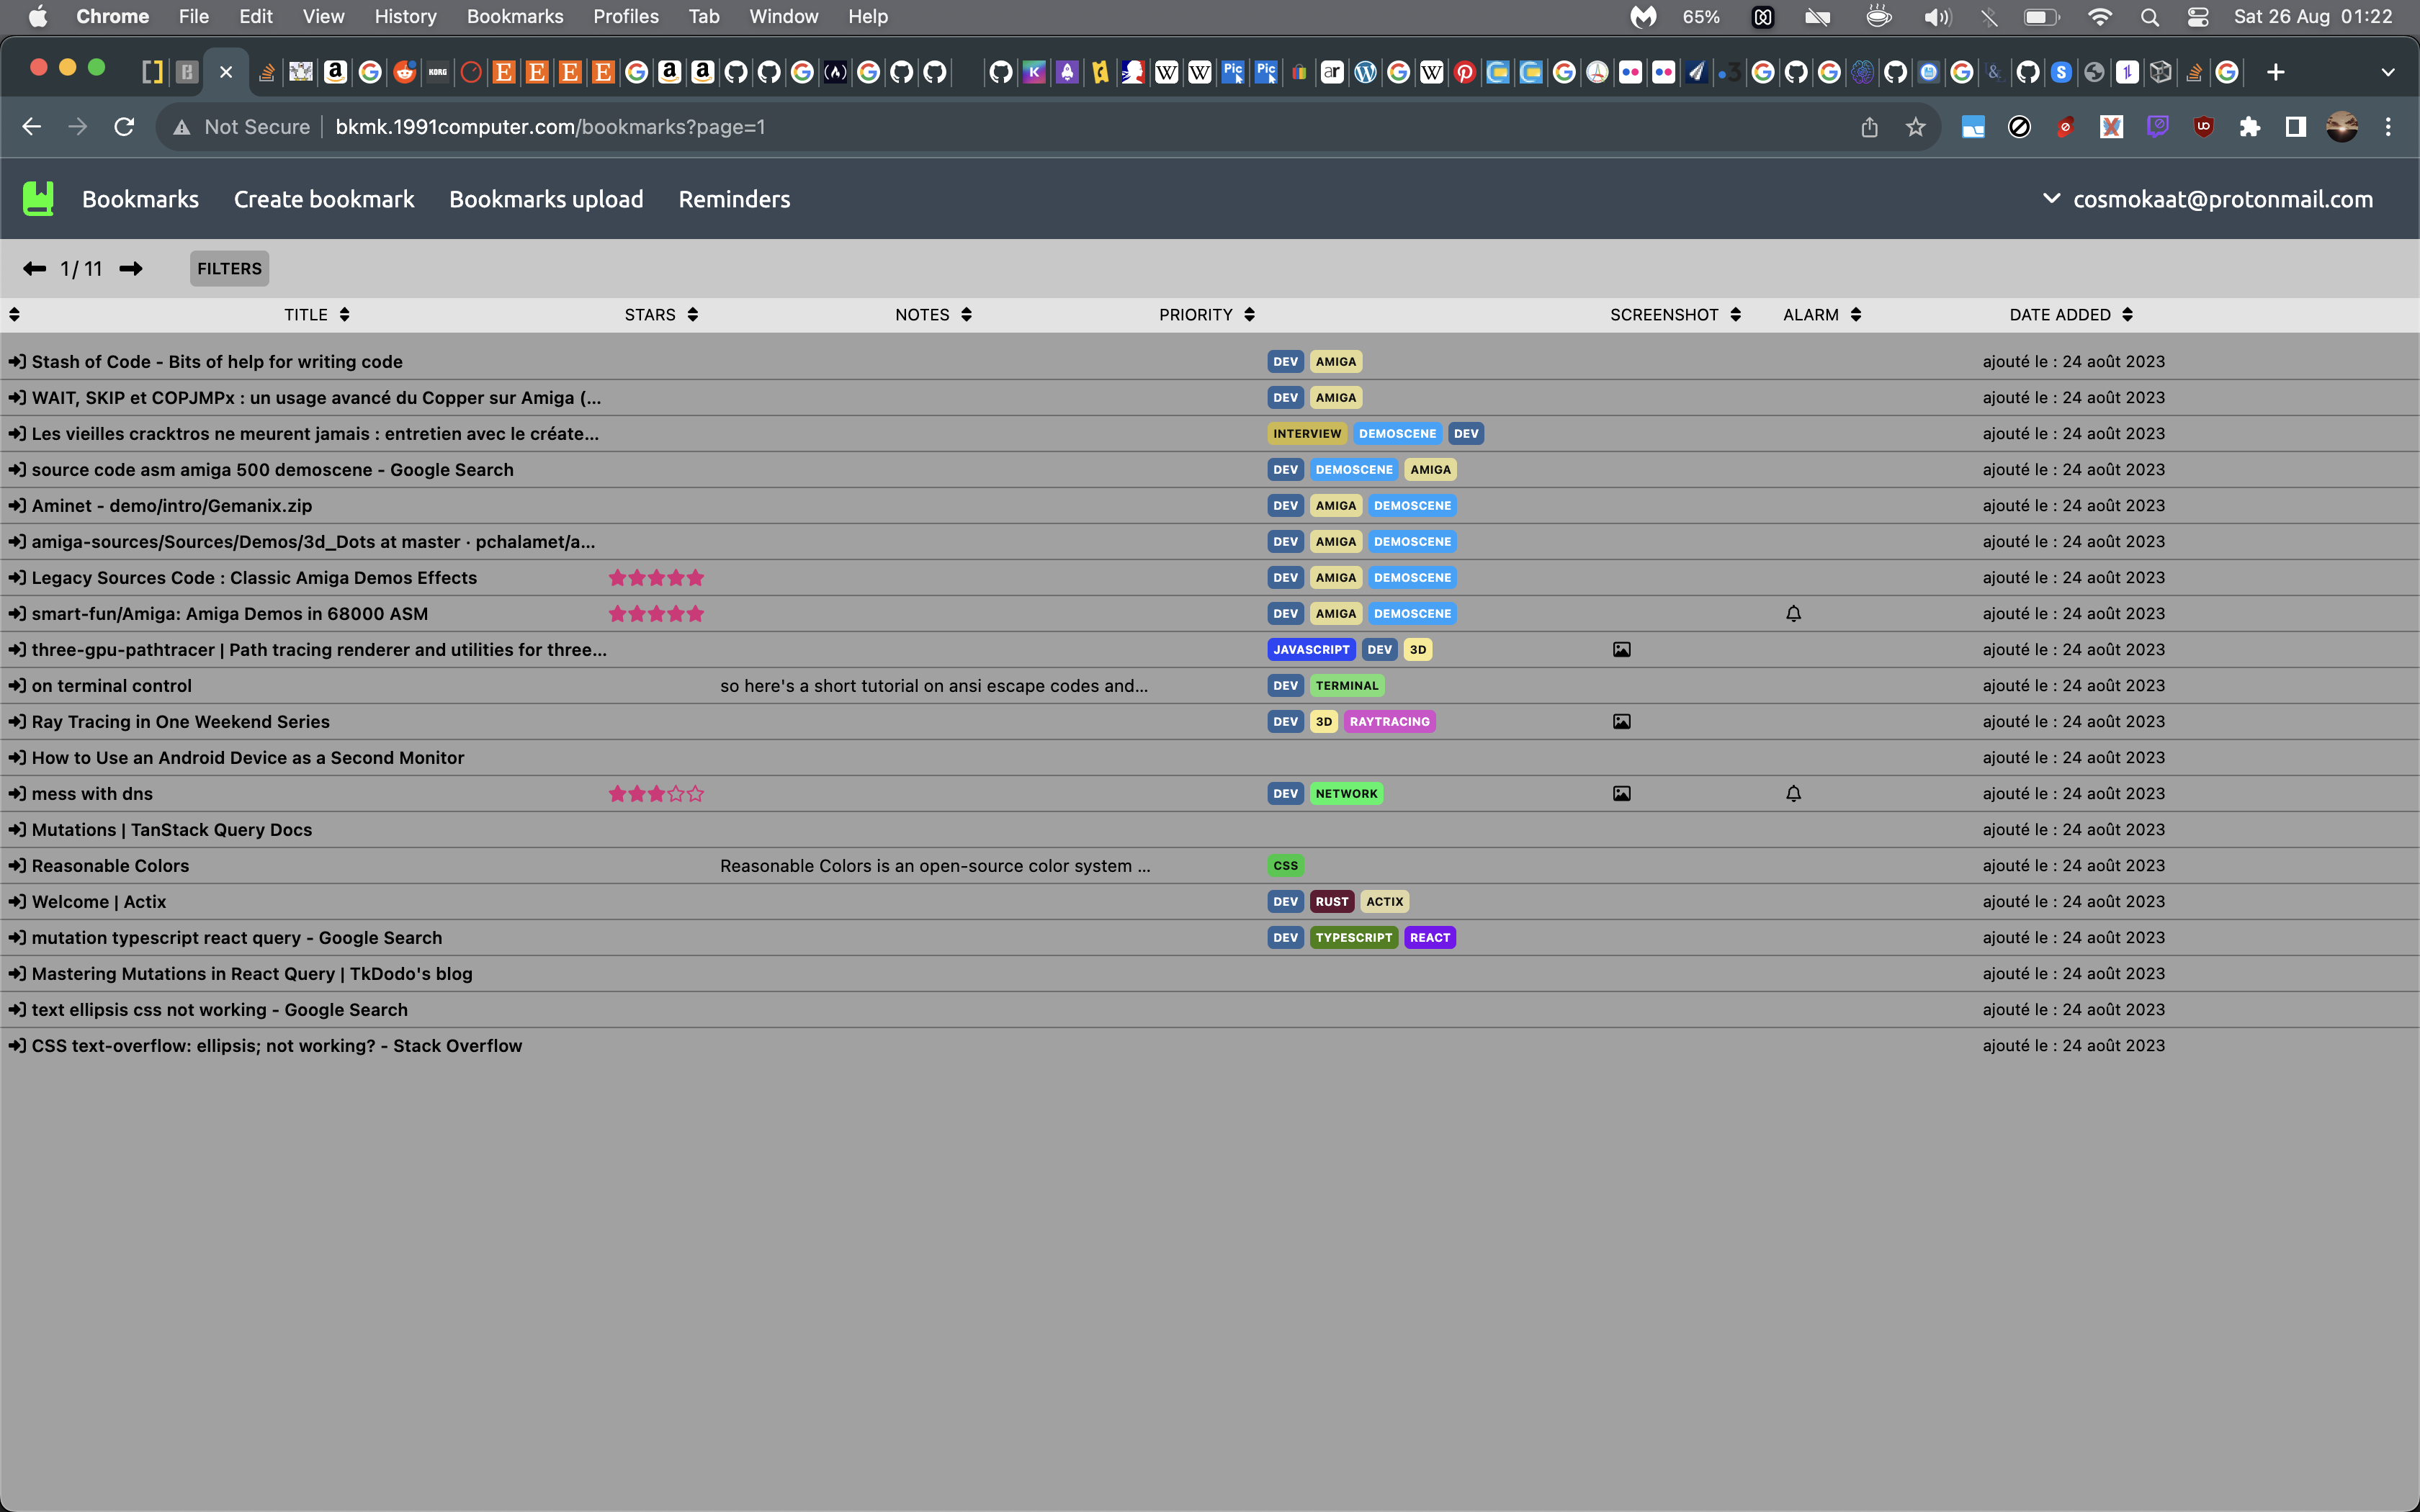 Chrome File Edit View History Bookmarks Profiles Tab Window Help 65% Sat 26 Aug 01:22
Not Secure bkmk.1991computer.com/bookmarks?page=1
Bookmarks Create bookmark Bookmarks upload Reminders cosmokaat@protonmail.com
1/ 11 FILTERS
TITLE STARS NOTES PRIORITY SCREENSHOT ALARM DATE ADDED
Stash of Code - Bits of help for writing code DEV AMIGA ajouté le : 24 août 2023
WAIT, SKIP et COPJMPx : un usage avancé du Copper sur Amiga (... DEV AMIGA ajouté le : 24 août 2023
Les vieilles cracktros ne meurent jamais : entretien avec le créate... INTERVIEW DEMOSCENE DEV ajouté le : 24 août 2023
source code asm amiga 500 demoscene - Google Search DEV DEMOSCENE AMIGA ajouté le : 24 août 2023
Aminet - demo/intro/Gemanix.zip DEV AMIGA DEMOSCENE ajouté le : 24 août 2023
amiga-sources/Sources/Demos/3d_Dots at master · pchalamet/a... DEV AMIGA DEMOSCENE ajouté le : 24 août 2023
Legacy Sources Code : Classic Amiga Demos Effects DEV AMIGA DEMOSCENE ajouté le : 24 août 2023
smart-fun/Amiga: Amiga Demos in 68000 ASM DEV AMIGA DEMOSCENE ajouté le : 24 août 2023
three-gpu-pathtracer | Path tracing renderer and utilities for three... JAVASCRIPT DEV 3D ajouté le : 24 août 2023
on terminal control so here's a short tutorial on ansi escape codes and... DEV TERMINAL ajouté le : 24 août 2023
Ray Tracing in One Weekend Series DEV 3D RAYTRACING ajouté le : 24 août 2023
How to Use an Android Device as a Second Monitor ajouté le : 24 août 2023
mess with dns DEV NETWORK ajouté le : 24 août 2023
Mutations | TanStack Query Docs ajouté le : 24 août 2023
Reasonable Colors Reasonable Colors is an open-source color system ... CSS ajouté le : 24 août 2023
Welcome | Actix DEV RUST ACTIX ajouté le : 24 août 2023
mutation typescript react query - Google Search DEV TYPESCRIPT REACT ajouté le : 24 août 2023
Mastering Mutations in React Query | TkDodo's blog ajouté le : 24 août 2023
text ellipsis css not working - Google Search ajouté le : 24 août 2023
CSS text-overflow: ellipsis; not working? - Stack Overflow ajouté le : 24 août 2023